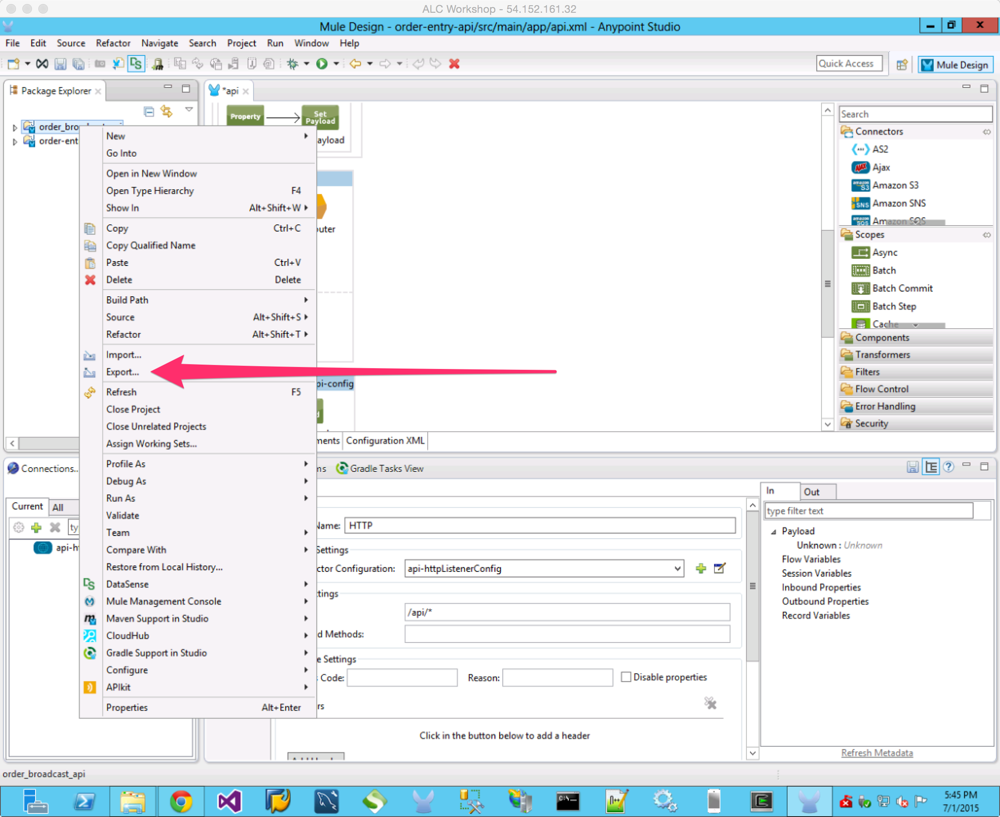 ALC Workshop - 54.152.161.32
Mule Design - order-entry-api/src/main/app/api.xml - Anypoint Studio
File Edit Source Refactor Navigate Search Project Run Window Help
Quick Access
Mule Design
Package Explorer
order_bro
order-ent
*api
Property
Set
Payload
ayload
outer
pi-config
ments
Configuration XML
New
Go Into
Open in New Window
Open Type Hierarchy F4
Show In Alt+Shift+W
Copy Ctrl+C
Copy Qualified Name
Paste Ctrl+V
Delete Delete
Build Path
Source Alt+Shift+S
Refactor Alt+Shift+T
Import...
Export...
Refresh F5
Close Project
Close Unrelated Projects
Assign Working Sets...
Profile As
Debug As
Run As
Validate
Team
Compare With
Restore from Local History...
DataSense
Mule Management Console
Maven Support in Studio
CloudHub
Gradle Support in Studio
Configure
APIkit
Properties Alt+Enter
Search
Connectors
AS2
Ajax
Amazon S3
Amazon SNS
Amazon SQS
Scopes
Async
Batch
Batch Commit
Batch Step
Cache
Components
Transformers
Filters
Flow Control
Error Handling
Security
Connections..
Current
All
ty
api-h
ns
Gradle Tasks View
Name: HTTP
Settings
ctor Configuration: api-httpListenerConfig
ttings
/api/*
d Methods:
e Settings
Code:
Reason:
Disable properties
rs
Click in the button below to add a header
In
Out
type filter text
Payload
Unknown : Unknown
Flow Variables
Session Variables
Inbound Properties
Outbound Properties
Record Variables
Refresh Metadata
order_broadcast_api
5:45 PM
7/1/2015